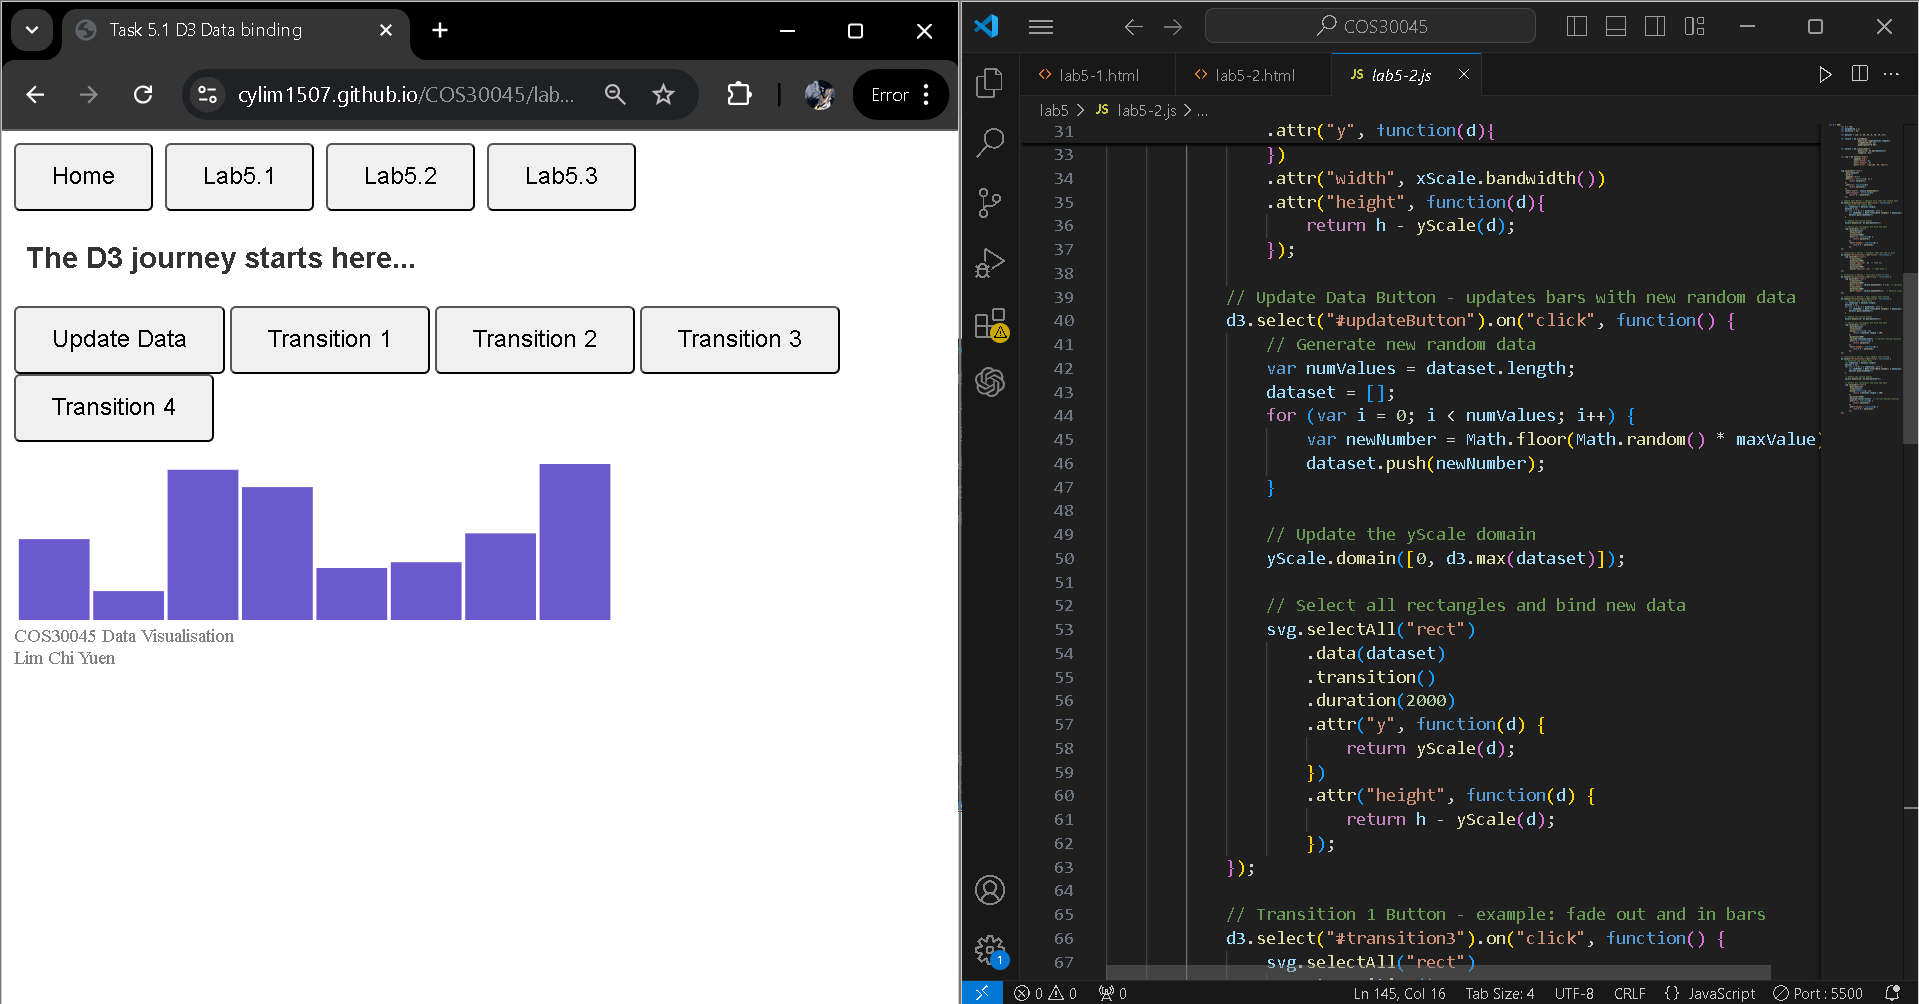 Task 5.1 D3 Data binding
cylim1507.github.io/COS30045/lab...
Error
Home
Lab5.1
Lab5.2
Lab5.3
The D3 journey starts here...
Update Data
Transition 1
Transition 2
Transition 3
Transition 4
COS30045 Data Visualisation
Lim Chi Yuen
COS30045
lab5-1.html
lab5-2.html
JS lab5-2.js
lab5 > JS lab5-2.js > ...
31 .attr("y", function(d){
33 })
34 .attr("width", xScale.bandwidth())
35 .attr("height", function(d){
36 return h - yScale(d);
37 });
38
39 // Update Data Button - updates bars with new random data
40 d3.select("#updateButton").on("click", function() {
41 // Generate new random data
42 var numValues = dataset.length;
43 dataset = [];
44 for (var i = 0; i < numValues; i++) {
45 var newNumber = Math.floor(Math.random() * maxValue)
46 dataset.push(newNumber);
47 }
48
49 // Update the yScale domain
50 yScale.domain([0, d3.max(dataset)]);
51
52 // Select all rectangles and bind new data
53 svg.selectAll("rect")
54 .data(dataset)
55 .transition()
56 .duration(2000)
57 .attr("y", function(d) {
58 return yScale(d);
59 })
60 .attr("height", function(d) {
61 return h - yScale(d);
62 });
63 });
64
65 // Transition 1 Button - example: fade out and in bars
66 d3.select("#transition3").on("click", function() {
67 svg.selectAll("rect")
1
0 0 0
Ln 145, Col 16 Tab Size: 4 UTF-8 CRLF {} JavaScript Port : 5500